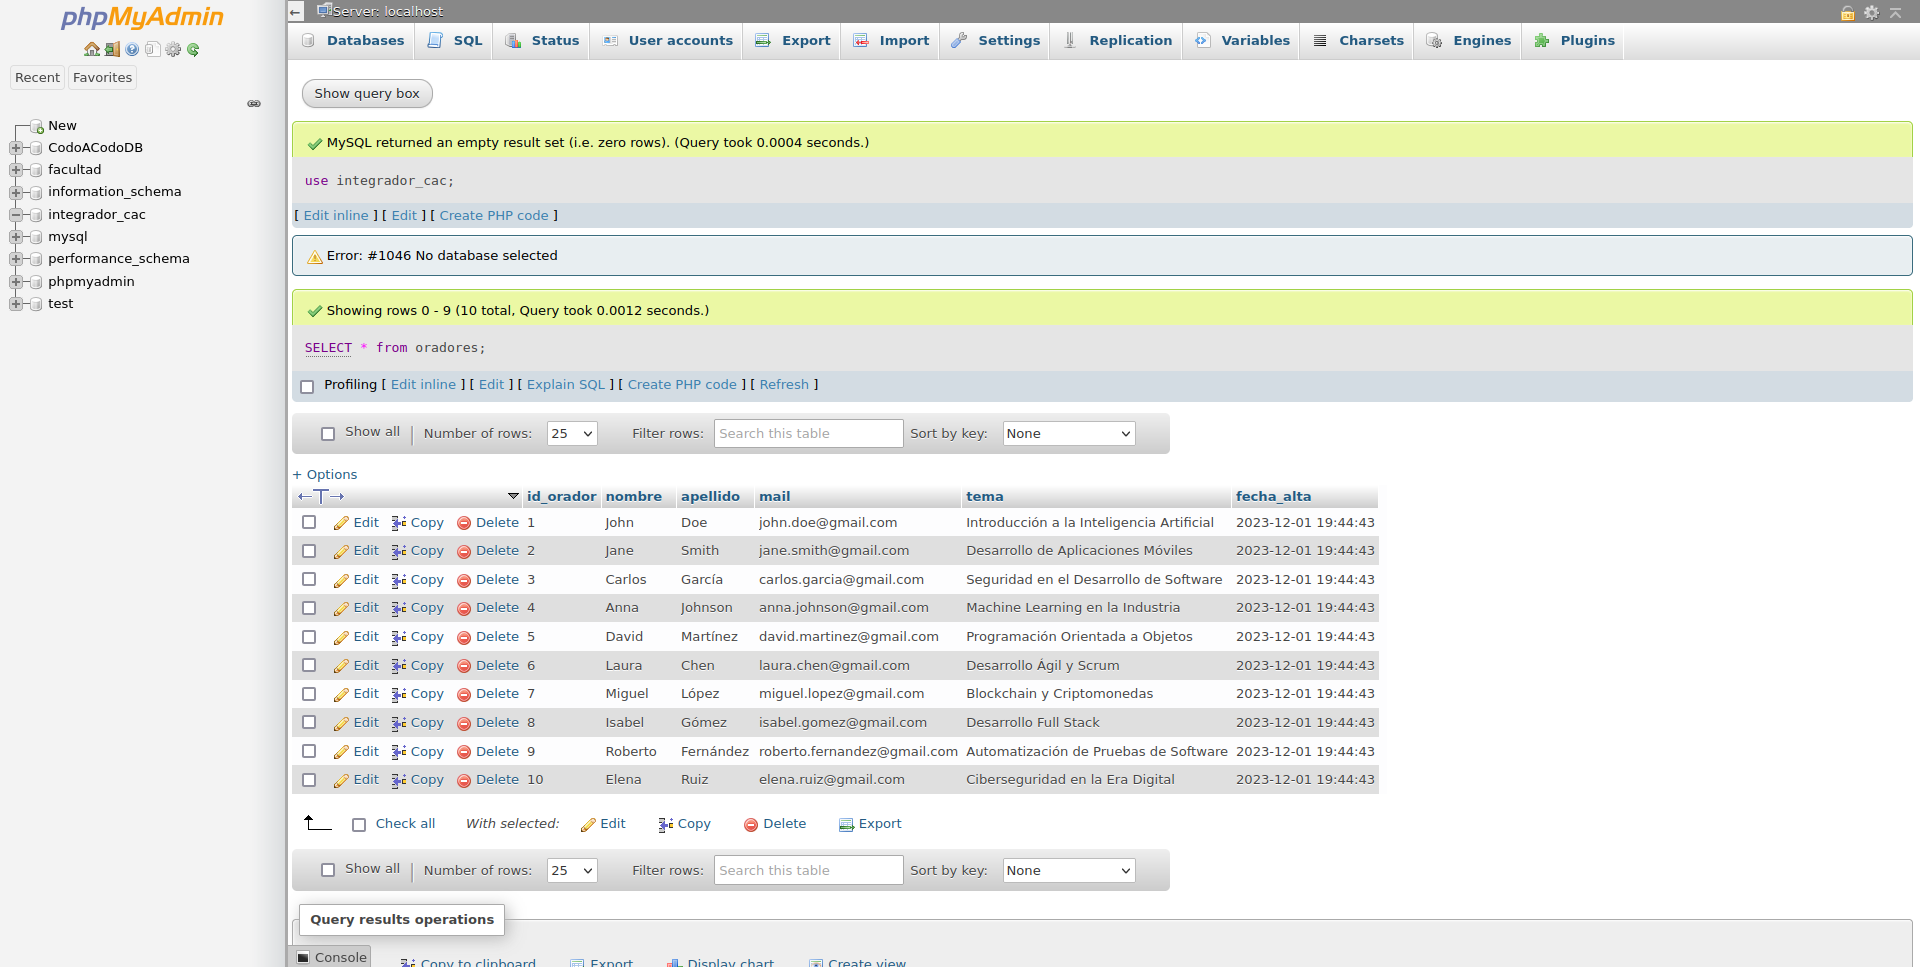 phpMyAdmin
Recent Favorites
New
CodoACodoDB
facultad
information_schema
integrador_cac
mysql
performance_schema
phpmyadmin
test
Server: localhost
Databases SQL Status User accounts Export Import Settings Replication Variables Charsets Engines Plugins
Show query box
MySQL returned an empty result set (i.e. zero rows). (Query took 0.0004 seconds.)
use integrador_cac;
[ Edit inline ] [ Edit ] [ Create PHP code ]
Error: #1046 No database selected
Showing rows 0 - 9 (10 total, Query took 0.0012 seconds.)
SELECT * from oradores;
Profiling [ Edit inline ] [ Edit ] [ Explain SQL ] [ Create PHP code ] [ Refresh ]
Show all | Number of rows: 25 Filter rows: Search this table Sort by key: None
+ Options
←T→ id_orador nombre apellido mail tema fecha_alta
Edit Copy Delete 1 John Doe john.doe@gmail.com Introducción a la Inteligencia Artificial 2023-12-01 19:44:43
Edit Copy Delete 2 Jane Smith jane.smith@gmail.com Desarrollo de Aplicaciones Móviles 2023-12-01 19:44:43
Edit Copy Delete 3 Carlos García carlos.garcia@gmail.com Seguridad en el Desarrollo de Software 2023-12-01 19:44:43
Edit Copy Delete 4 Anna Johnson anna.johnson@gmail.com Machine Learning en la Industria 2023-12-01 19:44:43
Edit Copy Delete 5 David Martínez david.martinez@gmail.com Programación Orientada a Objetos 2023-12-01 19:44:43
Edit Copy Delete 6 Laura Chen laura.chen@gmail.com Desarrollo Ágil y Scrum 2023-12-01 19:44:43
Edit Copy Delete 7 Miguel López miguel.lopez@gmail.com Blockchain y Criptomonedas 2023-12-01 19:44:43
Edit Copy Delete 8 Isabel Gómez isabel.gomez@gmail.com Desarrollo Full Stack 2023-12-01 19:44:43
Edit Copy Delete 9 Roberto Fernández roberto.fernandez@gmail.com Automatización de Pruebas de Software 2023-12-01 19:44:43
Edit Copy Delete 10 Elena Ruiz elena.ruiz@gmail.com Ciberseguridad en la Era Digital 2023-12-01 19:44:43
Check all With selected: Edit Copy Delete Export
Show all | Number of rows: 25 Filter rows: Search this table Sort by key: None
Query results operations
Console
Copy to clipboard Export Display chart Create view